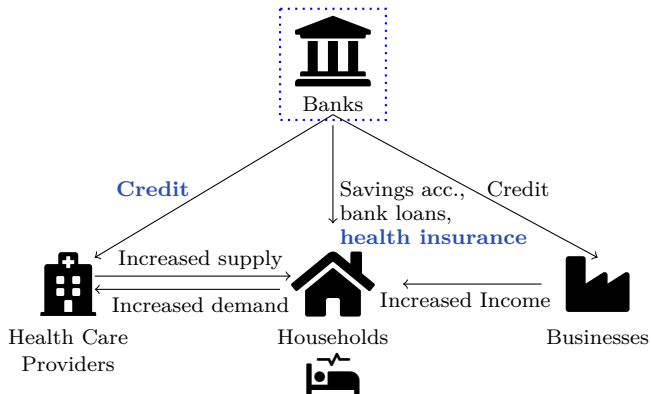 Banks
Credit
Savings acc.,
bank loans,
health insurance
Credit
Increased supply
Increased demand
Increased Income
Health Care
Providers
Households
Businesses